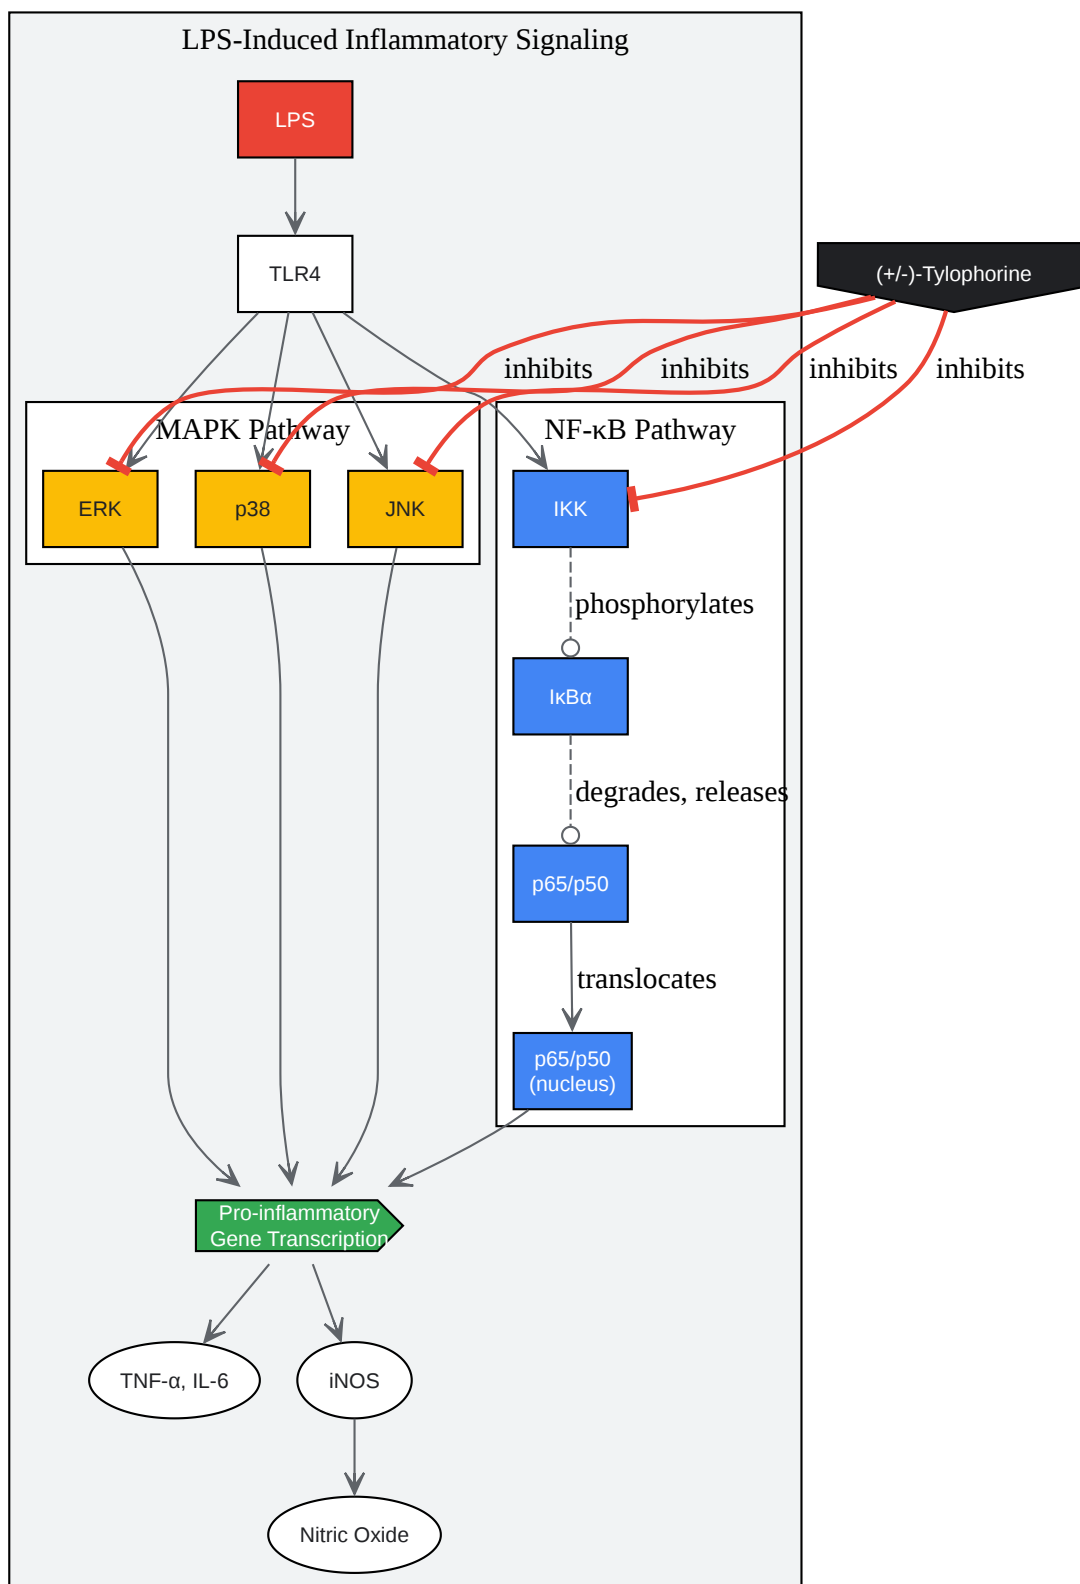 LPS-Induced Inflammatory Signaling
LPS
TLR4
(+/-)-Tylophorine
inhibits
inhibits
inhibits
inhibits
MAPK Pathway
NF-κB Pathway
ERK
p38
JNK
IKK
phosphorylates
IκBα
degrades, releases
p65/p50
translocates
p65/p50
(nucleus)
Pro-inflammatory
Gene Transcription
TNF-α, IL-6
iNOS
Nitric Oxide